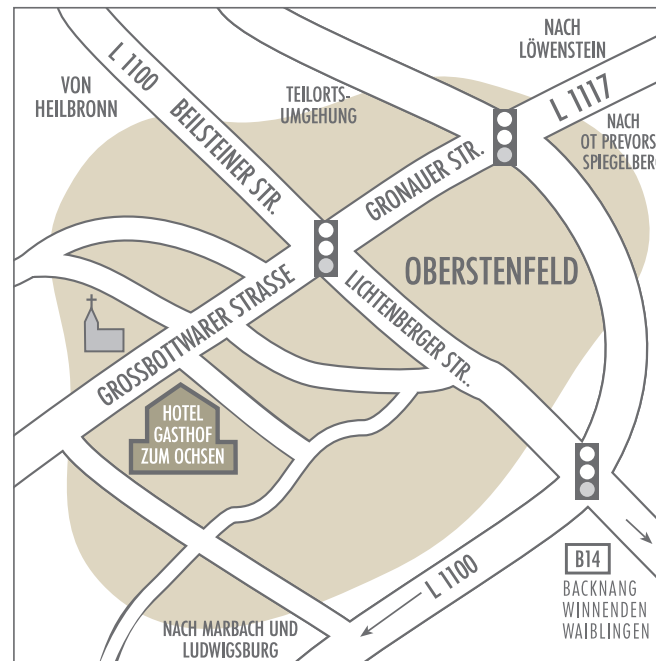 NACH
LÖWENSTEIN
L 1100
BEILSTEINER STR.
VON
HEILBRONN
TEILORTS-
UMGEHUNG
L 1117
NACH
OT PREVORS
SPIEGELBERG
GRONAUER STR.
OBERSTENFELD
GROSSBOTTWARER STRASSE
LICHTENBERGER STR.
HOTEL
GASTHOF
ZUM OCHSEN
B14
BACKNANG
WINNENDEN
WAIBLINGEN
L 1100
NACH MARBACH UND
LUDWIGSBURG